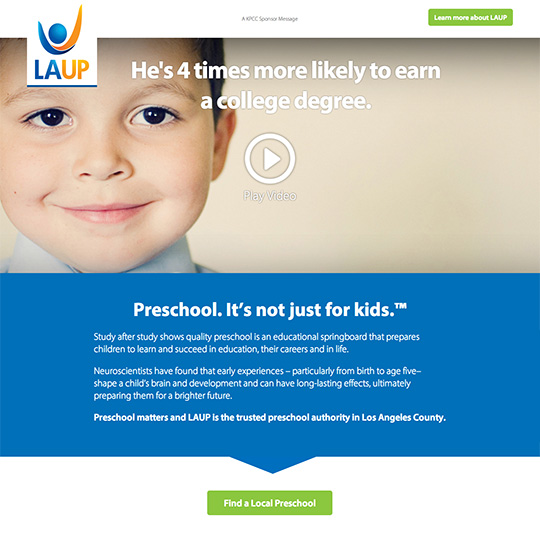 LAUP
A KPCC Sponsor Message
Learn more about LAUP
He's 4 times more likely to earn
a college degree.
Play Video
Preschool. It's not just for kids.™
Study after study shows quality preschool is an educational springboard that prepares
children to learn and succeed in education, their careers and in life.
Neuroscientists have found that early experiences – particularly from birth to age five–
shape a child's brain and development and can have long-lasting effects, ultimately
preparing them for a brighter future.
Preschool matters and LAUP is the trusted preschool authority in Los Angeles County.
Find a Local Preschool